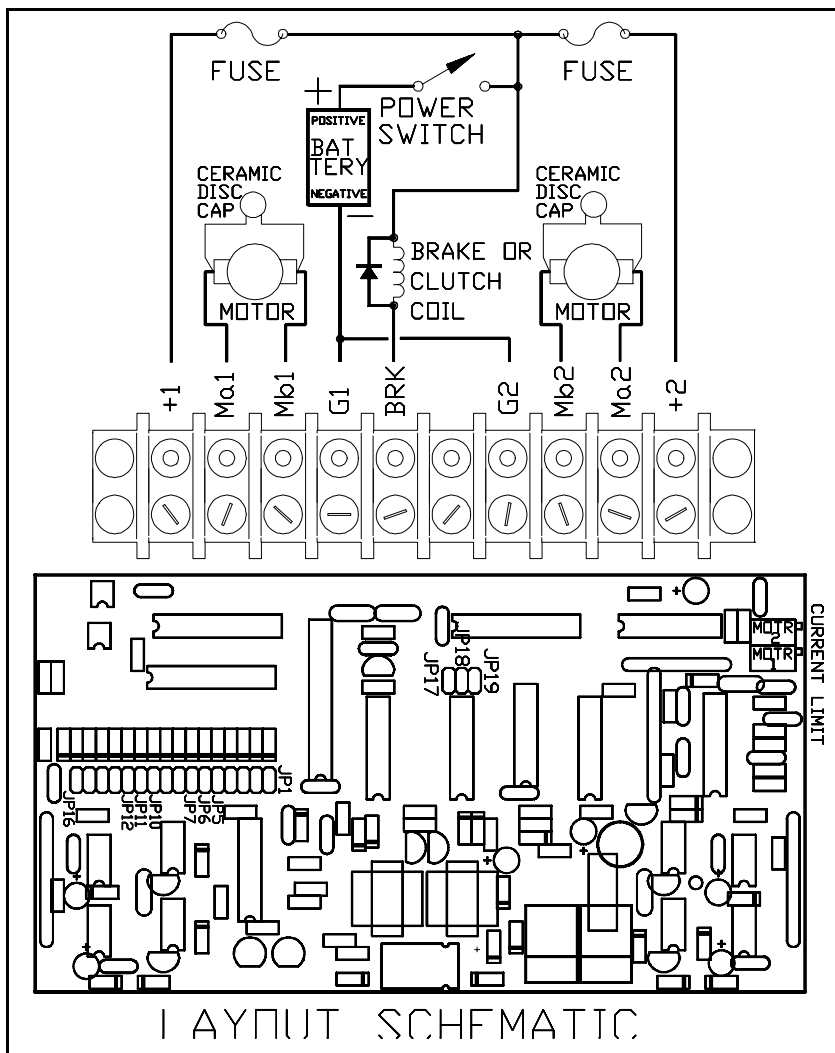 FUSE
FUSE
+
POWER
SWITCH
POSITIVE
BAT
TERY
NEGATIVE
–
CERAMIC
DISC
CAP
MOTOR
BRAKE OR
CLUTCH
COIL
CERAMIC
DISC
CAP
MOTOR
+1
Ma1
Mb1
G1
BRK
G2
Mb2
Ma2
+2
+
MOTR
2
MOTR
1
CURRENT LIMIT
JP17
JP18
JP19
JP16
JP12
JP11
JP10
JP7
JP6
JP5
JP1
+
+
+
+
+
+
+
LAYOUT SCHEMATIC